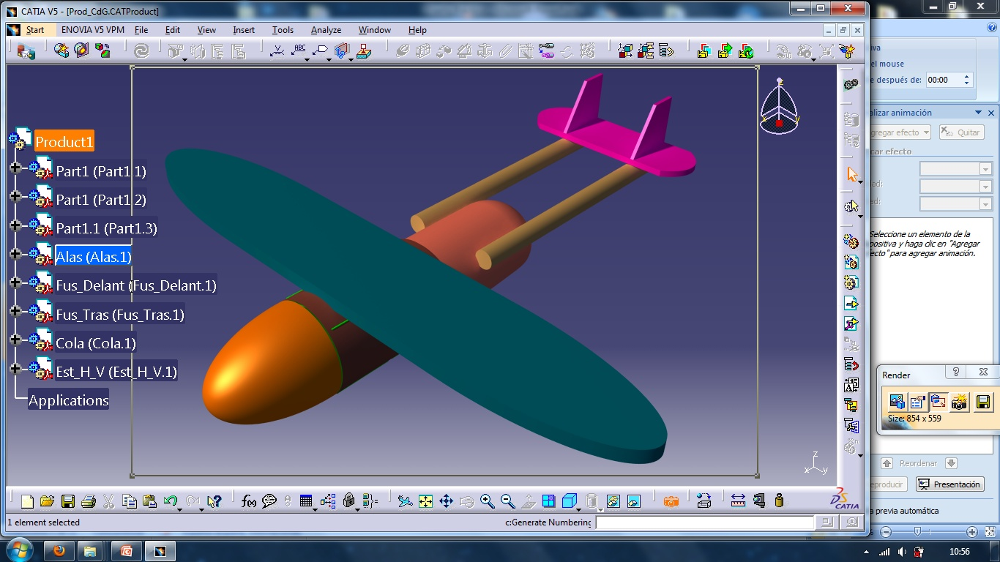 CATIA V5 - [Prod_CdG.CATProduct]
Start ENOVIA V5 VPM File Edit View Insert Tools Analyze Window Help
ABC
Product1
Part1 (Part1.1)
Part1 (Part1.2)
Part1.1 (Part1.3)
Alas (Alas.1)
Fus_Delant (Fus_Delant.1)
Fus_Tras (Fus_Tras.1)
Cola (Cola.1)
Est_H_V (Est_H_V.1)
Applications
z
x y
z
x y
iva
el mouse
e después de: 00:00
alizar animación
gregar efecto Quitar
car efecto
ad:
ad:
Seleccione un elemento de la
positiva y haga clic en "Agregar
ecto" para agregar animación.
Render
Size: 854 x 559
Reordenar
eproducir Presentación
a previa automática
f(x)
CATIA
1 element selected c:Generate Numbering
10:56